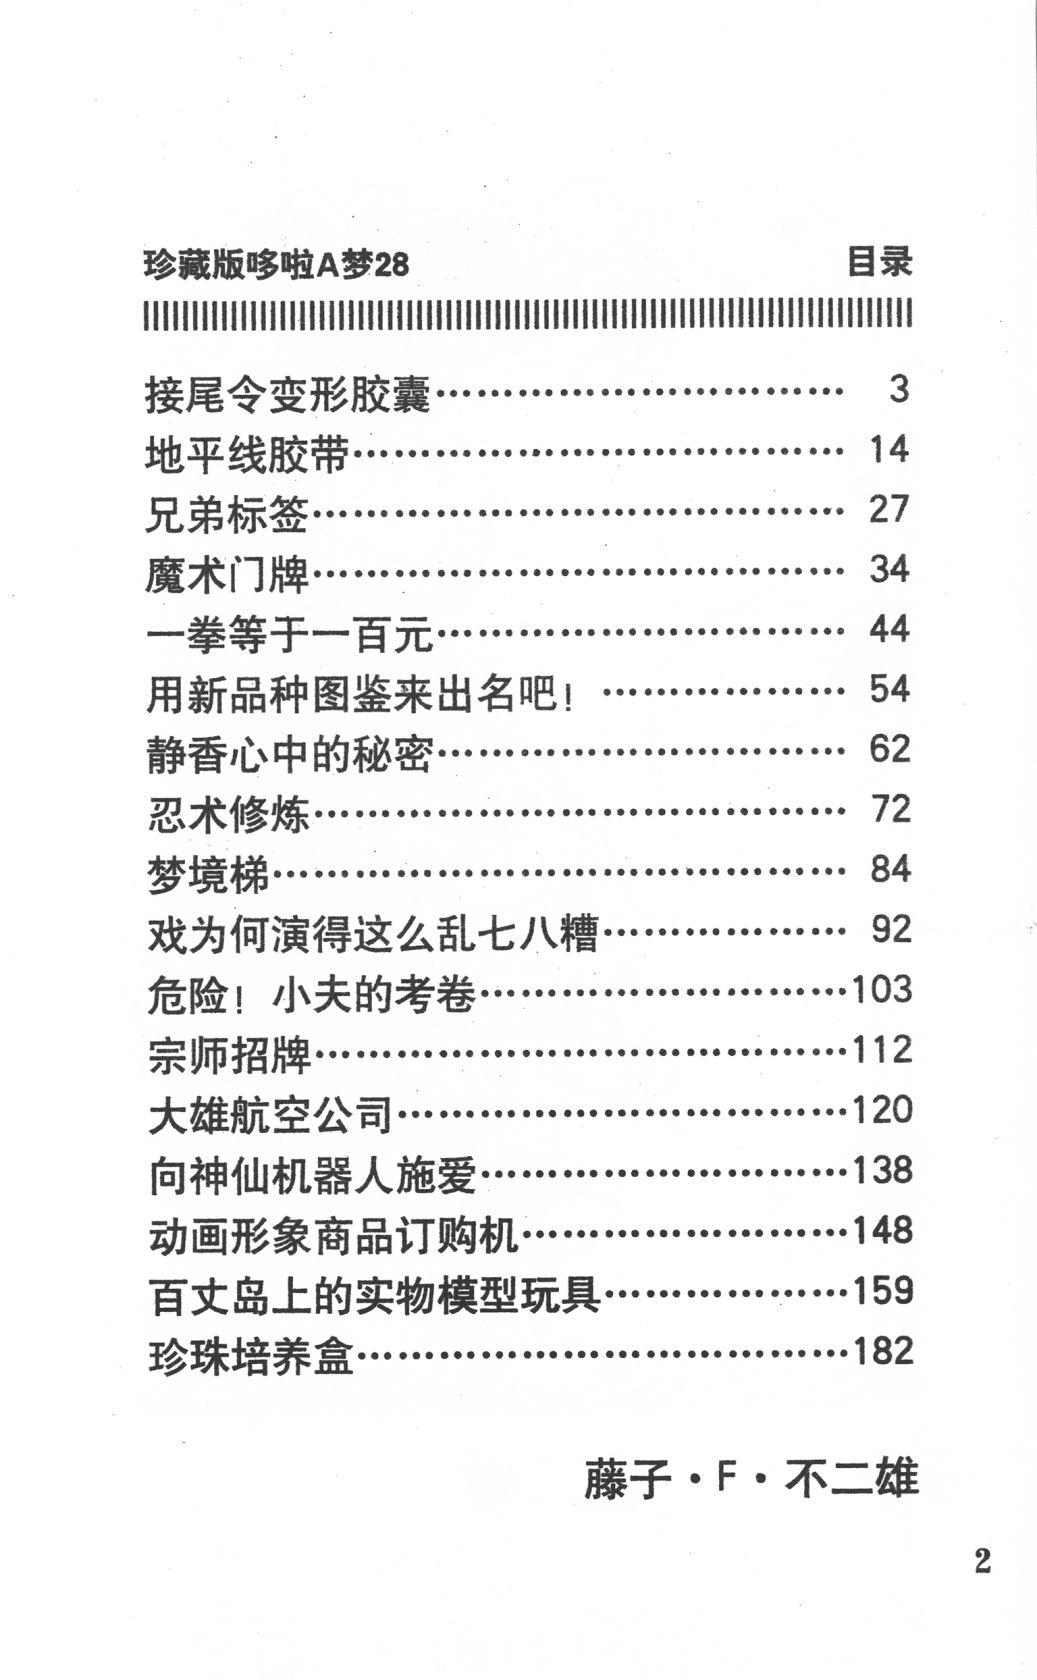 珍藏版哆啦A梦28 目录
接尾令变形胶囊…………………………… 3
地平线胶带………………………………… 14
兄弟标签…………………………………… 27
魔术门牌…………………………………… 34
一拳等于一百元…………………………… 44
用新品种图鉴来出名吧！ ……………… 54
静香心中的秘密…………………………… 62
忍术修炼…………………………………… 72
梦境梯……………………………………… 84
戏为何演得这么乱七八糟……………… 92
危险！小夫的考卷………………………103
宗师招牌…………………………………112
大雄航空公司……………………………120
向神仙机器人施爱………………………138
动画形象商品订购机……………………148
百丈岛上的实物模型玩具………………159
珍珠培养盒………………………………182
藤子·F·不二雄
2